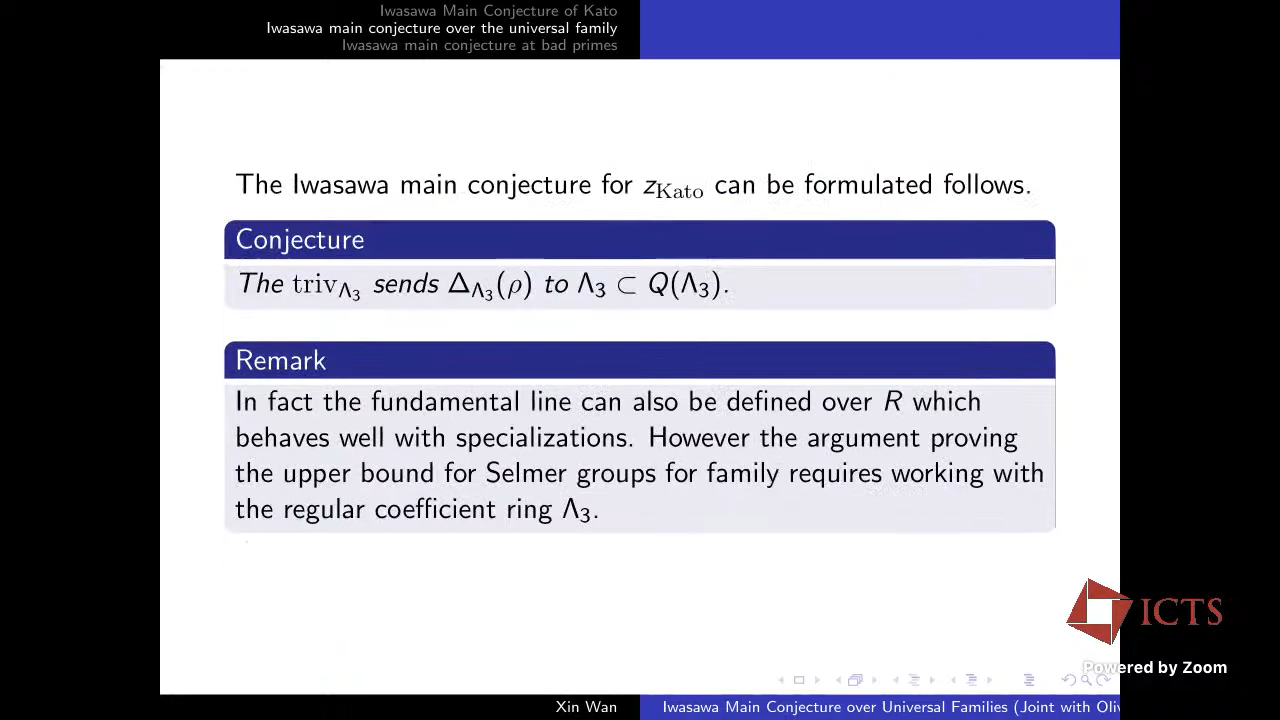 Iwasawa Main Conjecture of Kato
Iwasawa main conjecture over the universal family
Iwasawa main conjecture at bad primes
The Iwasawa main conjecture for z_Kato can be formulated follows.
Conjecture
The triv_Λ₃ sends Δ_Λ₃(ρ) to Λ₃ ⊂ Q(Λ₃).
Remark
In fact the fundamental line can also be defined over R which
behaves well with specializations. However the argument proving
the upper bound for Selmer groups for family requires working with
the regular coefficient ring Λ₃.
ICTS
Powered by Zoom
Xin Wan
Iwasawa Main Conjecture over Universal Families (Joint with Oliv